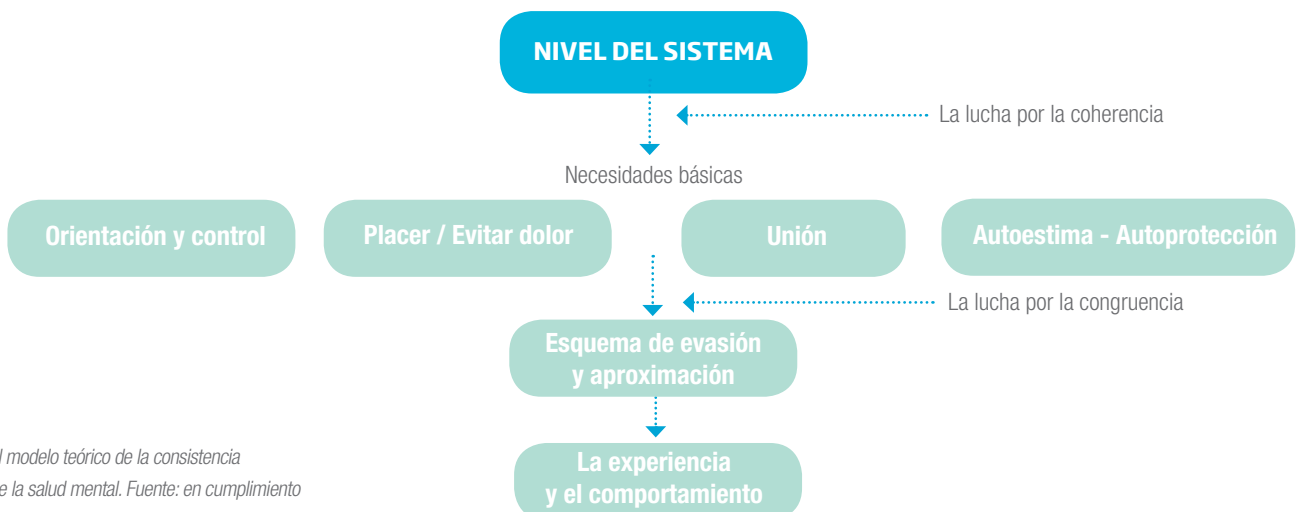 NIVEL DEL SISTEMA
La lucha por la coherencia
Necesidades básicas
Orientación y control
Placer / Evitar dolor
Unión
Autoestima - Autoprotección
La lucha por la congruencia
Esquema de evasión
y aproximación
La experiencia
y el comportamiento
modelo teórico de la consistencia
la salud mental. Fuente: en cumplimiento